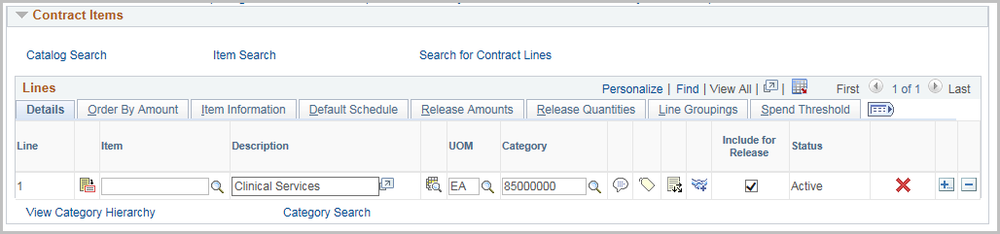 Contract Items
Catalog Search Item Search Search for Contract Lines
Lines Personalize | Find | View All | | First 1 of 1 Last
Details Order By Amount Item Information Default Schedule Release Amounts Release Quantities Line Groupings Spend Threshold
Line Item Description UOM Category Include for Release Status
1 Clinical Services EA 85000000 Active
View Category Hierarchy Category Search